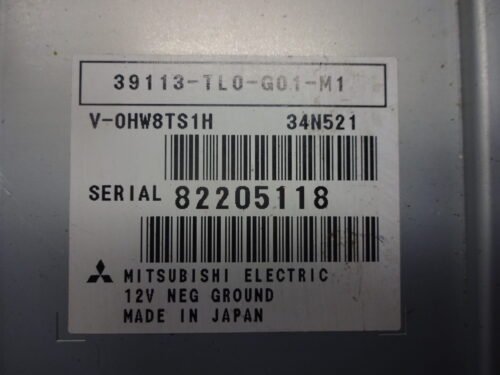 39113-TL0-G01-M1
V-0HW8TS1H 34N521
SERIAL 82205118
MITSUBISHI ELECTRIC
12V NEG GROUND
MADE IN JAPAN